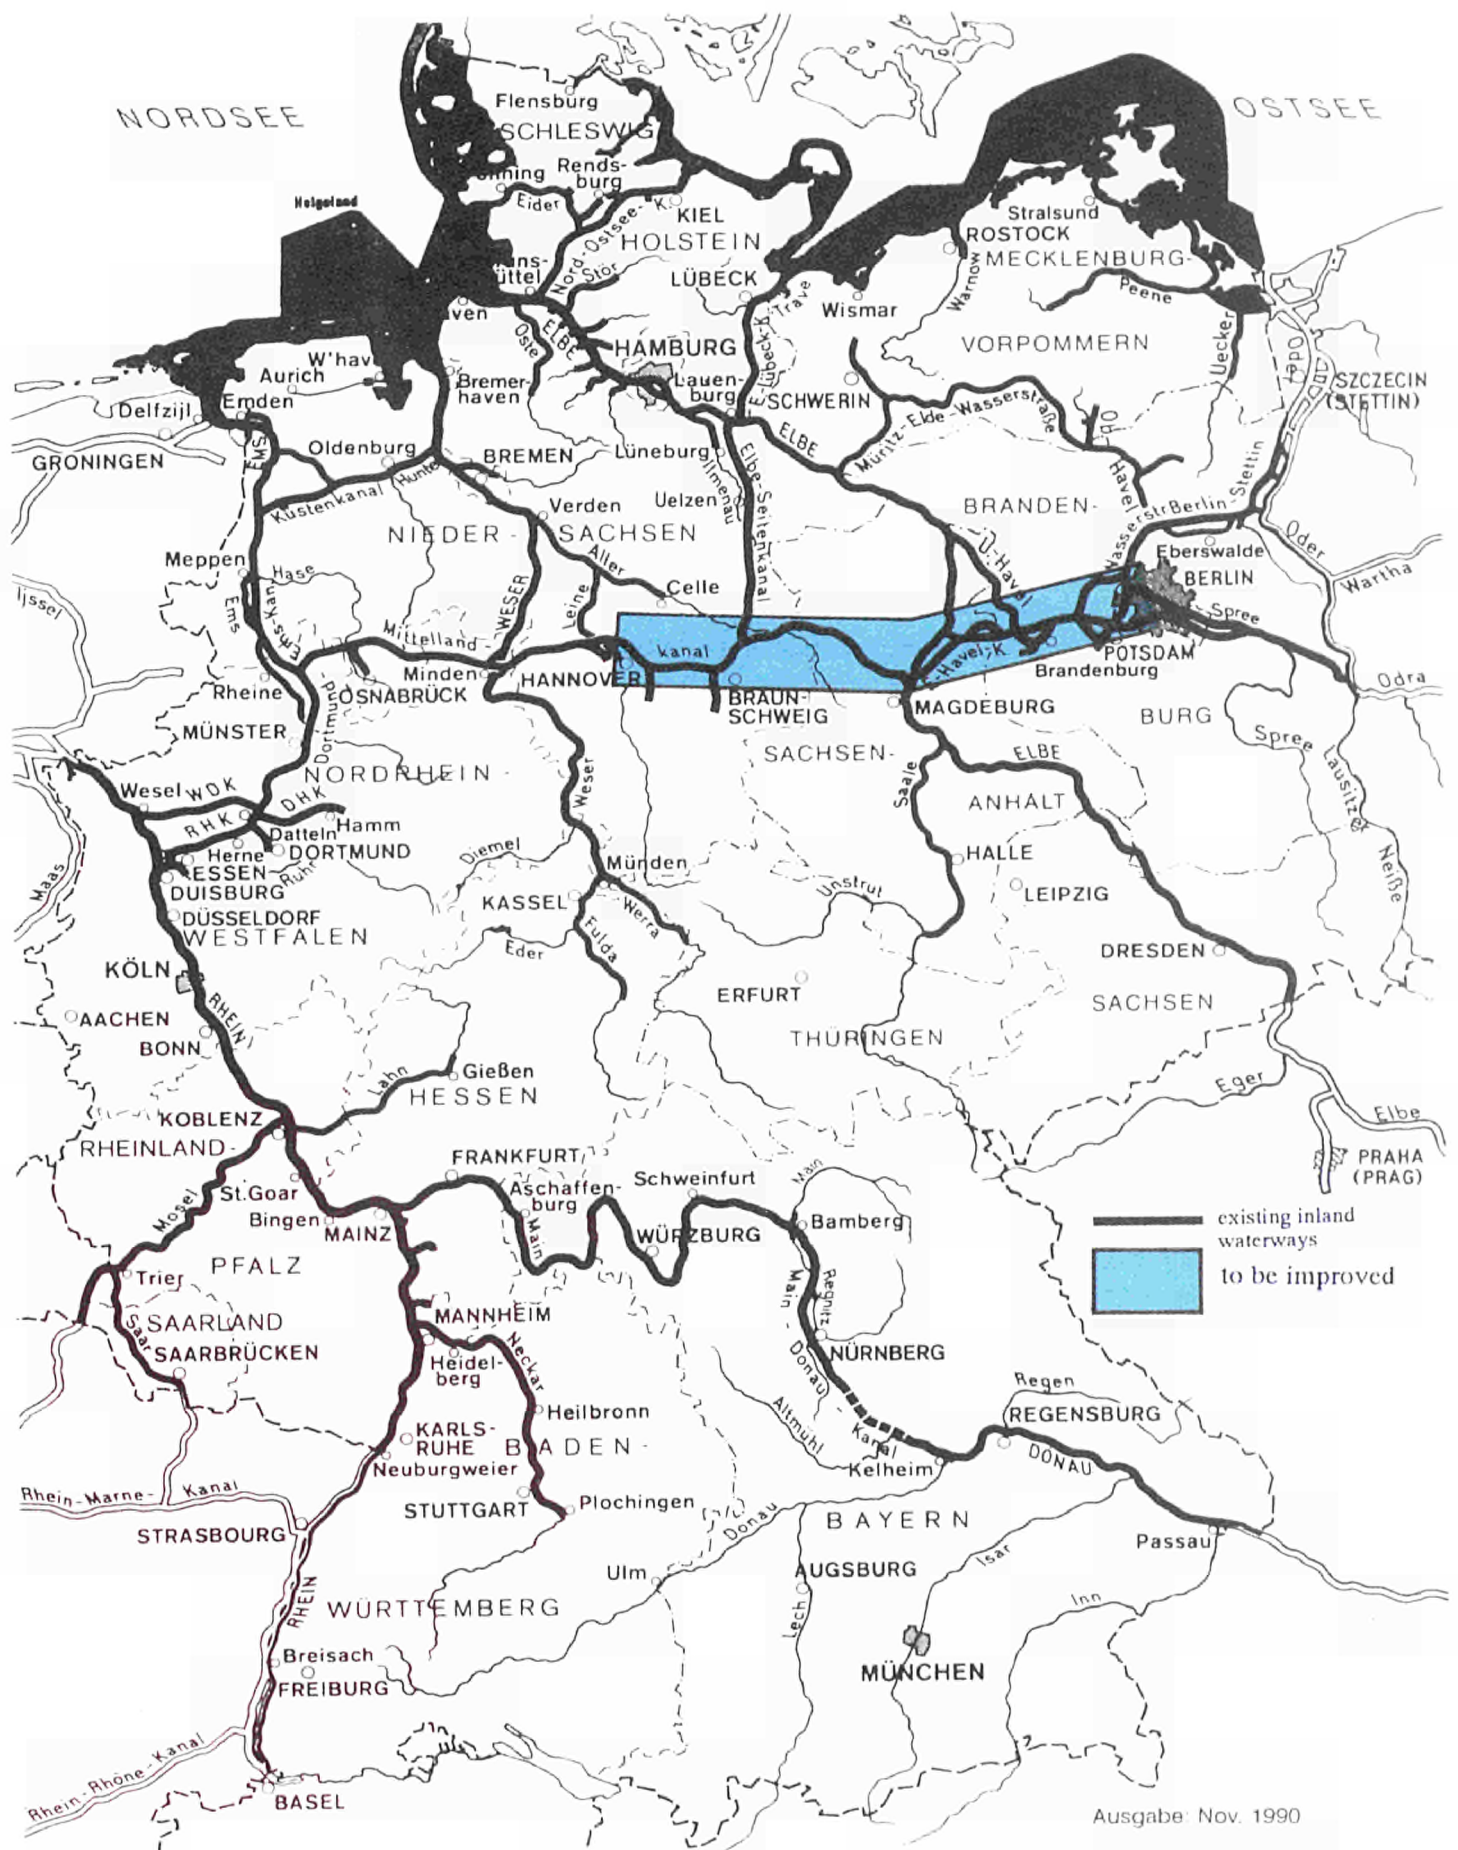 NORDSEE
OSTSEE
Flensburg
SCHLESWIG
Rends-
burg
Eider
Helgoland
K.
KIEL
Nord-Ostsee-
HOLSTEIN
Stör
LÜBECK
Stralsund
ROSTOCK
MECKLENBURG-
Warnow
Peene
Trave
Wismar
E-Lübeck-K.
Oste
ELBE
HAMBURG
VORPOMMERN
Uecker
Oder
SZCZECIN
(STETTIN)
W'hav
Aurich
Bremer-
haven
Lauen-
burg
SCHWERIN
Delfzijl
Emden
EMS
GRONINGEN
Oldenburg
Hunte
BREMEN
Lüneburg
ELBE
Müritz-Elde-Wasserstraße
Küstenkanal
Verden
Uelzen
Ilmenau
Elbe-Seitenkanal
BRANDEN-
Havel
Wasserstr.
Berlin-Stettin
NIEDER-
SACHSEN
Aller
U.-Hav
Eberswalde
Oder
Wartha
Meppen
Hase
BERLIN
Ijssel
Ems
Ems-Kan
Leine
Celle
WESER
Spree
Mittelland-
kanal
Havel-K.
POTSDAM
Brandenburg
Minden
HANNOVER
Rheine
OSNABRÜCK
BRAUN-
SCHWEIG
MAGDEBURG
BURG
Odra
MÜNSTER
Dortmund
SACHSEN-
Spree
NORDRHEIN-
ELBE
Lausitz
Wesel
WDK
DHK
Weser
Saale
ANHALT
RHK
Hamm
Datteln
Herne
DORTMUND
ESSEN
Ruhr
DUISBURG
Diemel
Münden
HALLE
Neiße
Maas
LEIPZIG
DÜSSELDORF
KASSEL
Werra
Unstrut
WESTFALEN
Eder
Fulda
DRESDEN
KÖLN
ERFURT
SACHSEN
RHEIN
AACHEN
BONN
THÜRINGEN
Lahn
Gießen
HESSEN
Eger
Elbe
KOBLENZ
RHEINLAND-
FRANKFURT
PRAHA
(PRAG)
St.Goar
Aschaffen-
burg
Schweinfurt
Main
Mosel
Bingen
MAINZ
Main
WÜRZBURG
Bamberg
existing inland
waterways
PFALZ
Trier
to be improved
Regnitz
Main-
Donau-
Kanal
Saar
SAARLAND
MANNHEIM
SAARBRÜCKEN
Heidel-
berg
Neckar
NÜRNBERG
Regen
Heilbronn
Altmühl
REGENSBURG
KARLS-
RUHE
BADEN-
Neuburgweier
Kelheim
DONAU
Rhein-Marne-Kanal
STUTTGART
Plochingen
Donau
BAYERN
STRASBOURG
Passau
Isar
Ulm
AUGSBURG
Inn
RHEIN
WÜRTTEMBERG
Lech
Breisach
FREIBURG
MÜNCHEN
Rhein-Rhône-Kanal
BASEL
Ausgabe: Nov. 1990